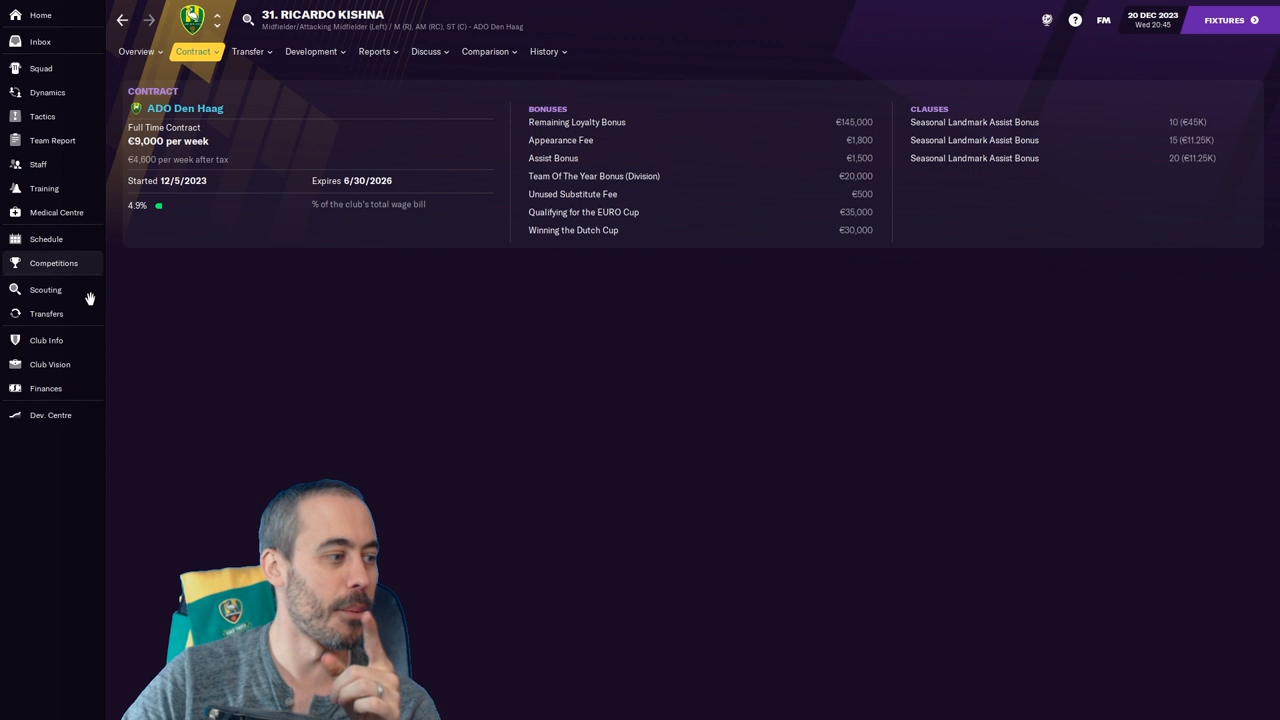 Home
Inbox
Squad
Dynamics
Tactics
Team Report
Staff
Training
Medical Centre
Schedule
Competitions
Scouting
Transfers
Club Info
Club Vision
Finances
Dev. Centre
31. RICARDO KISHNA
Midfielder/Attacking Midfielder (Left) / M (R), AM (RC), ST (C) - ADO Den Haag
? FM
20 DEC 2023
Wed 20:45
FIXTURES
Overview Contract Transfer Development Reports Discuss Comparison History
CONTRACT
ADO Den Haag
Full Time Contract
€9,000 per week
€4,600 per week after tax
Started 12/5/2023 Expires 6/30/2026
4.9% % of the club's total wage bill
BONUSES
Remaining Loyalty Bonus €145,000
Appearance Fee €1,800
Assist Bonus €1,500
Team Of The Year Bonus (Division) €20,000
Unused Substitute Fee €500
Qualifying for the EURO Cup €35,000
Winning the Dutch Cup €30,000
CLAUSES
Seasonal Landmark Assist Bonus 10 (€45K)
Seasonal Landmark Assist Bonus 15 (€11.25K)
Seasonal Landmark Assist Bonus 20 (€11.25K)